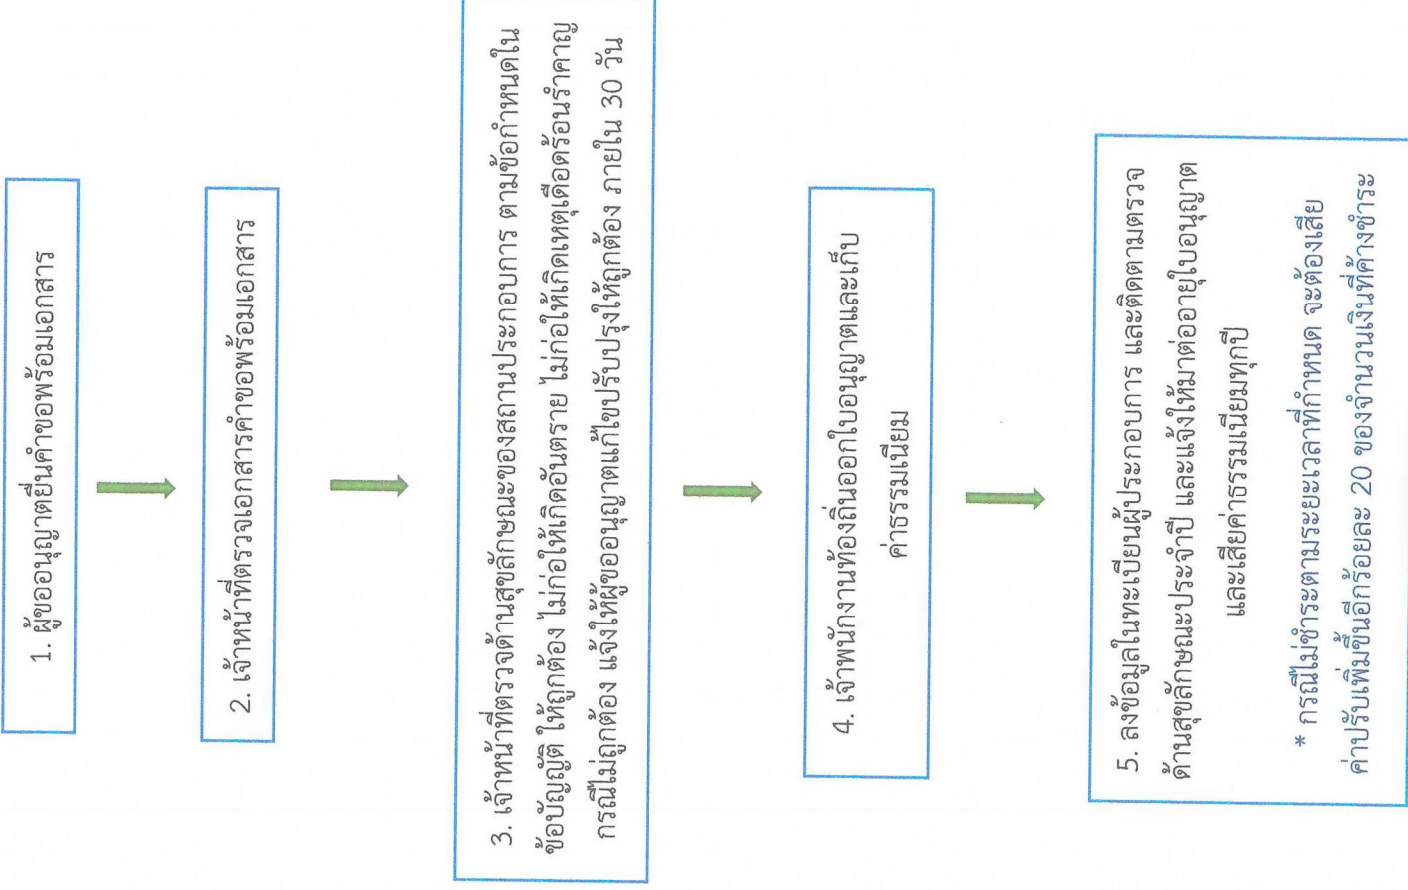 1. ผู้ขออนุญาตยื่นคำขอพร้อมเอกสาร
2. เจ้าหน้าที่ตรวจเอกสารคำขอพร้อมเอกสาร
3. เจ้าหน้าที่ตรวจด้านสุขลักษณะของสถานประกอบการ ตามข้อกำหนดใน
ข้อบัญญัติ ให้ถูกต้อง ไม่ก่อให้เกิดอันตราย ไม่ก่อให้เกิดเหตุเดือดร้อนรำคาญ
กรณีไม่ถูกต้อง แจ้งให้ผู้ขออนุญาตแก้ไขปรับปรุงให้ถูกต้อง ภายใน 30 วัน
4. เจ้าพนักงานท้องถิ่นออกใบอนุญาตและเก็บ
ค่าธรรมเนียม
5. ลงข้อมูลในทะเบียนผู้ประกอบการ และติดตามตรวจ
ด้านสุขลักษณะประจำปี และแจ้งให้มาต่ออายุใบอนุญาต
และเสียค่าธรรมเนียมทุกปี
* กรณีไม่ชำระตามระยะเวลาที่กำหนด จะต้องเสีย
ค่าปรับเพิ่มขึ้นอีกร้อยละ 20 ของจำนวนเงินที่ค้างชำระ